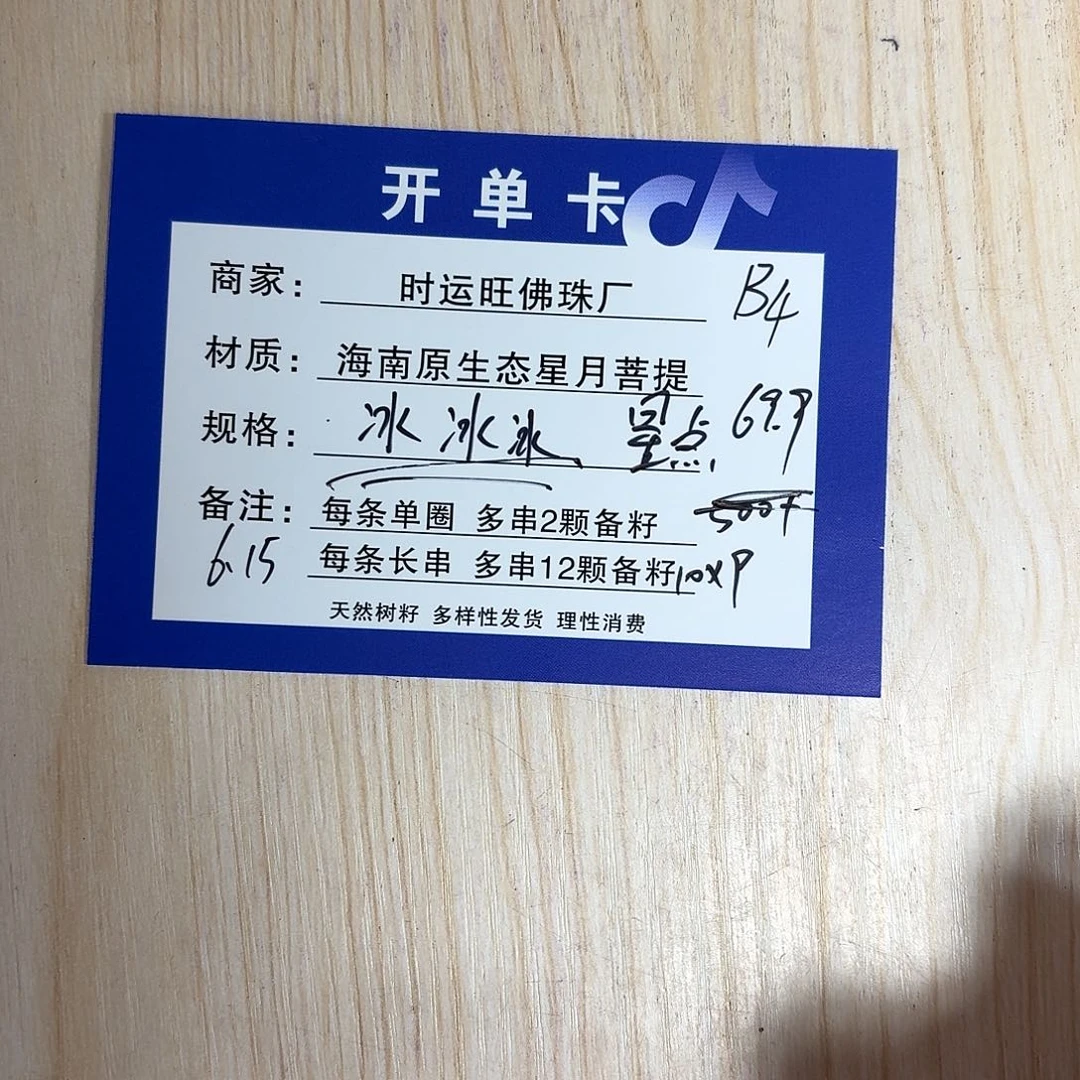 开单卡
商家： 时运旺佛珠厂 B4
材质： 海南原生态星月菩提
规格： 冰 冰冰 星点 69.9
备注： 每条单圈 多串2颗备籽
6.15 每条长串 多串12颗备籽 10x9
天然树籽 多样性发货 理性消费